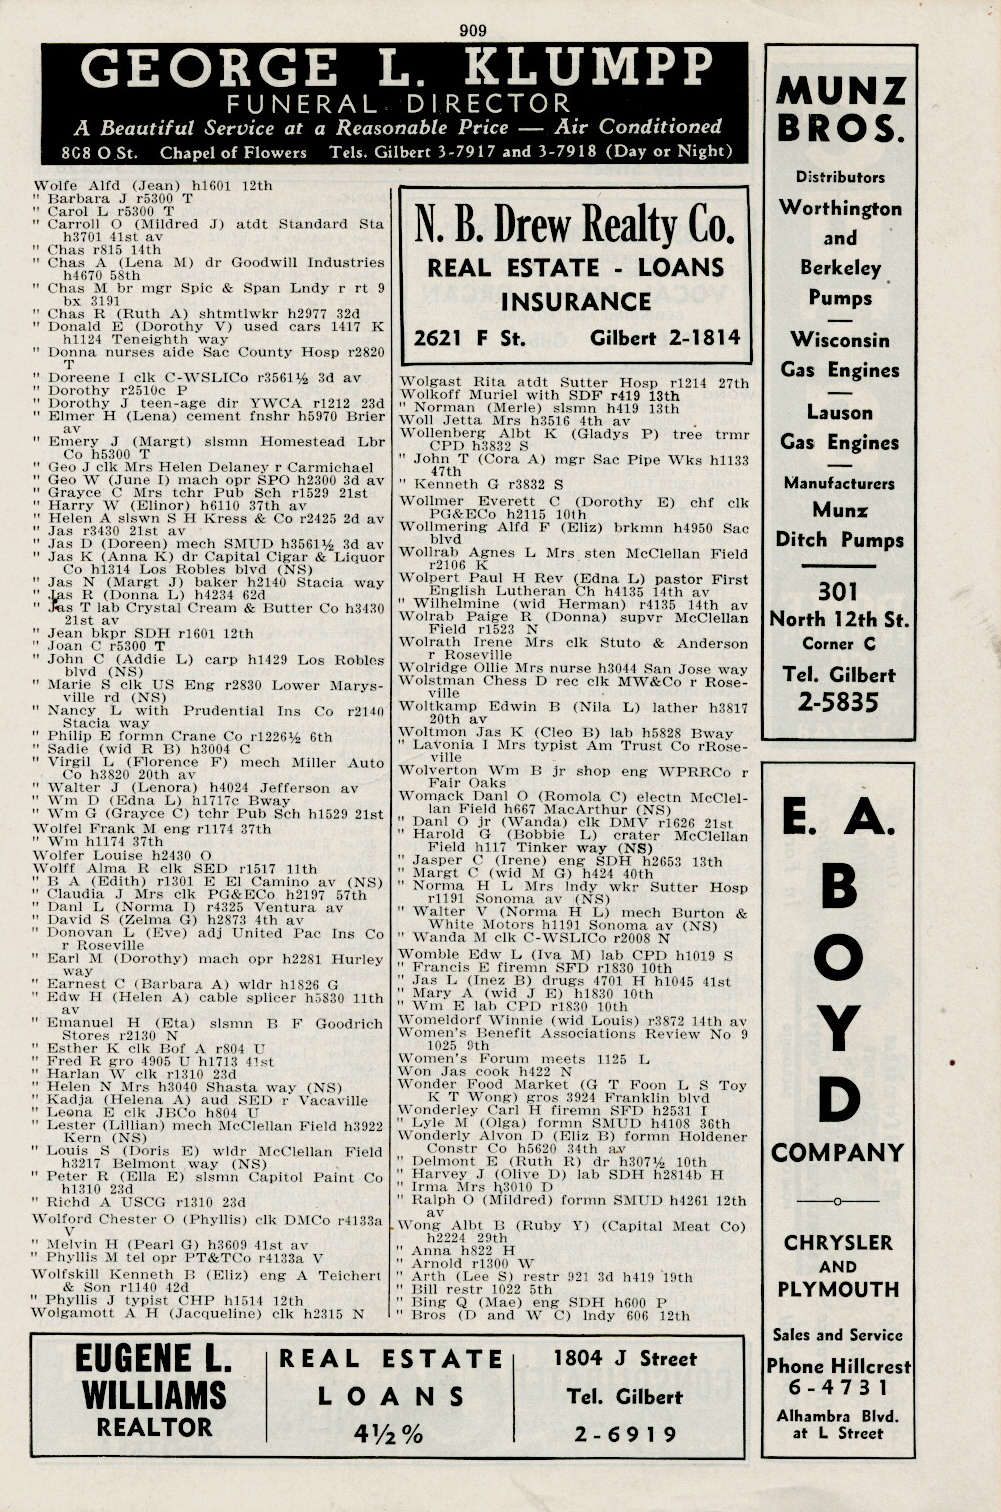 909
GEORGE L. KLUMPP
FUNERAL DIRECTOR
A Beautiful Service at a Reasonable Price — Air Conditioned
808 O St. Chapel of Flowers Tels. Gilbert 3-7917 and 3-7918 (Day or Night)
Wolfe Alfd (Jean) h1601 12th
" Barbara J r5300 T
" Carol L r5300 T
" Carroll O (Mildred J) atdt Standard Sta
h3701 41st av
" Chas r815 14th
" Chas A (Lena M) dr Goodwill Industries
h4670 58th
" Chas M br mgr Spic & Span Lndy r rt 9
bx 3191
" Chas R (Ruth A) shtmtlwkr h2977 32d
" Donald E (Dorothy V) used cars 1417 K
h1124 Teneighth way
" Donna nurses aide Sac County Hosp r2820
T
" Doreene I clk C-WSLICo r3561½ 3d av
" Dorothy r2510c P
" Dorothy J teen-age dir YWCA r1212 23d
" Elmer H (Lena) cement fnshr h5970 Brier
av
" Emery J (Margt) slsmn Homestead Lbr
Co h5300 T
" Geo J clk Mrs Helen Delaney r Carmichael
" Geo W (June I) mach opr SPO h2300 3d av
" Grayce C Mrs tchr Pub Sch r1529 21st
" Harry W (Elinor) h6110 37th av
" Helen A slswn S H Kress & Co r2425 2d av
" Jas r3430 21st av
" Jas D (Doreen) mech SMUD h3561½ 3d av
" Jas K (Anna K) dr Capital Cigar & Liquor
Co h1314 Los Robles blvd (NS)
" Jas N (Margt J) baker h2140 Stacia way
" Jas R (Donna L) h4234 62d
" Jas T lab Crystal Cream & Butter Co h3430
21st av
" Jean bkpr SDH r1601 12th
" Joan C r5300 T
" John C (Addie L) carp h1429 Los Robles
blvd (NS)
" Marie S clk US Eng r2830 Lower Marys-
ville rd (NS)
" Nancy L with Prudential Ins Co r2140
Stacia way
" Philip E formn Crane Co r1226½ 6th
" Sadie (wid R B) h3004 C
" Virgil L (Florence F) mech Miller Auto
Co h3820 20th av
" Walter J (Lenora) h4024 Jefferson av
" Wm D (Edna L) h1717c Bway
" Wm G (Grayce C) tchr Pub Sch h1529 21st
Wolfel Frank M eng r1174 37th
" Wm h1174 37th
Wolfer Louise h2430 O
Wolff Alma R clk SED r1517 11th
" B A (Edith) r1301 E El Camino av (NS)
" Claudia J Mrs clk PG&ECo h2197 57th
" Danl L (Norma I) r4325 Ventura av
" David S (Zelma G) h2873 4th av
" Donovan L (Eve) adj United Pac Ins Co
r Roseville
" Earl M (Dorothy) mach opr h2281 Hurley
way
" Earnest C (Barbara A) wldr h1826 G
" Edw H (Helen A) cable splicer h5830 11th
av
" Emanuel H (Eta) slsmn B F Goodrich
Stores r2130 N
" Esther K clk Bof A r804 U
" Fred R gro 4905 U h1713 41st
" Harlan W clk r1310 23d
" Helen N Mrs h3040 Shasta way (NS)
" Kadja (Helena A) aud SED r Vacaville
" Leona E clk JBCo h804 U
" Lester (Lillian) mech McClellan Field h3922
Kern (NS)
" Louis S (Doris E) wldr McClellan Field
h3217 Belmont way (NS)
" Peter R (Ella E) slsmn Capitol Paint Co
h1310 23d
" Richd A USCG r1310 23d
Wolford Chester O (Phyllis) clk DMCo r4133a
V
" Melvin H (Pearl G) h3609 41st av
" Phyllis M tel opr PT&TCo r4133a V
Wolfskill Kenneth B (Eliz) eng A Teichert
& Son r1140 42d
" Phyllis J typist CHP h1514 12th
Wolgamott A H (Jacqueline) clk h2315 N
N. B. Drew Realty Co.
REAL ESTATE - LOANS
INSURANCE
2621 F St. Gilbert 2-1814
Wolgast Rita atdt Sutter Hosp r1214 27th
Wolkoff Muriel with SDF r419 13th
" Norman (Merle) slsmn h419 13th
Woll Jetta Mrs h3516 4th av
Wollenberg Albt K (Gladys P) tree trmr
CPD h3832 S
" John T (Cora A) mgr Sac Pipe Wks h1133
47th
" Kenneth G r3832 S
Wollmer Everett C (Dorothy E) chf clk
PG&ECo h2115 10th
Wollmering Alfd F (Eliz) brkmn h4950 Sac
blvd
Wollrab Agnes L Mrs sten McClellan Field
r2106 K
Wolpert Paul H Rev (Edna L) pastor First
English Lutheran Ch h4135 14th av
" Wilhelmine (wid Herman) r4135 14th av
Wolrab Paige R (Donna) supvr McClellan
Field r1523 N
Wolrath Irene Mrs clk Stuto & Anderson
r Roseville
Wolridge Ollie Mrs nurse h3044 San Jose way
Wolstman Chess D rec clk MW&Co r Rose-
ville
Woltkamp Edwin B (Nila L) lather h3817
20th av
Woltmon Jas K (Cleo B) lab h5828 Bway
" Lavonia I Mrs typist Am Trust Co rRose-
ville
Wolverton Wm B jr shop eng WPRRCo r
Fair Oaks
Womack Danl O (Romola C) electn McClel-
lan Field h667 MacArthur (NS)
" Danl O jr (Wanda) clk DMV r1626 21st
" Harold G (Bobbie L) crater McClellan
Field h117 Tinker way (NS)
" Jasper C (Irene) eng SDH h2653 13th
" Margt C (wid M G) h424 40th
" Norma H L Mrs lndy wkr Sutter Hosp
r1191 Sonoma av (NS)
" Walter V (Norma H L) mech Burton &
White Motors h1191 Sonoma av (NS)
" Wanda M clk C-WSLICo r2008 N
Womble Edw L (Iva M) lab CPD h1019 S
" Francis E firemn SFD r1830 10th
" Jas L (Inez B) drugs 4701 H h1045 41st
" Mary A (wid J E) h1830 10th
" Wm E lab CPD r1830 10th
Womeldorf Winnie (wid Louis) r3872 14th av
Women's Benefit Associations Review No 9
1025 9th
Women's Forum meets 1125 L
Won Jas cook h422 N
Wonder Food Market (G T Foon L S Toy
K T Wong) gros 3924 Franklin blvd
Wonderley Carl H firemn SFD h2531 I
" Lyle M (Olga) formn SMUD h4108 36th
Wonderly Alvon D (Eliz B) formn Holdener
Constr Co h5620 34th av
" Delmont E (Ruth R) dr h307½ 10th
" Harvey J (Olive D) lab SDH h2814b H
" Irma Mrs h3010 D
" Ralph O (Mildred) formn SMUD h4261 12th
av
Wong Albt B (Ruby Y) (Capital Meat Co)
h2224 29th
" Anna h822 H
" Arnold r1300 W
" Arth (Lee S) restr 921 3d h419 19th
" Bill restr 1022 5th
" Bing Q (Mae) eng SDH h600 P
" Bros (D and W C) lndy 606 12th
MUNZ
BROS.
Distributors
Worthington
and
Berkeley
Pumps
Wisconsin
Gas Engines
Lauson
Gas Engines
Manufacturers
Munz
Ditch Pumps
301
North 12th St.
Corner C
Tel. Gilbert
2-5835
E. A.
B
O
Y
D
COMPANY
CHRYSLER
AND
PLYMOUTH
Sales and Service
Phone Hillcrest
6-4731
Alhambra Blvd.
at L Street
EUGENE L.
WILLIAMS
REALTOR
REAL ESTATE
LOANS
4½%
1804 J Street
Tel. Gilbert
2-6919